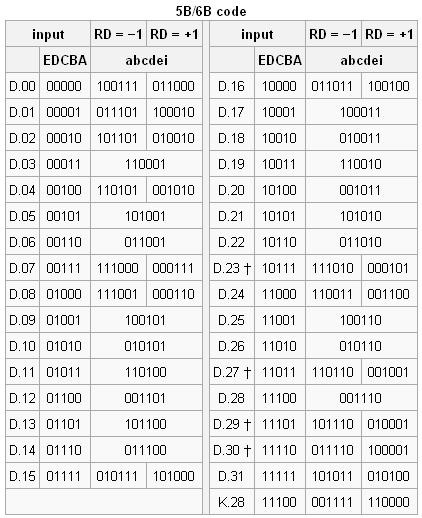 5B/6B code
input RD = −1 RD = +1 input RD = −1 RD = +1
EDCBA abcdei EDCBA abcdei
D.00 00000 100111 011000 D.16 10000 011011 100100
D.01 00001 011101 100010 D.17 10001 100011
D.02 00010 101101 010010 D.18 10010 010011
D.03 00011 110001 D.19 10011 110010
D.04 00100 110101 001010 D.20 10100 001011
D.05 00101 101001 D.21 10101 101010
D.06 00110 011001 D.22 10110 011010
D.07 00111 111000 000111 D.23 † 10111 111010 000101
D.08 01000 111001 000110 D.24 11000 110011 001100
D.09 01001 100101 D.25 11001 100110
D.10 01010 010101 D.26 11010 010110
D.11 01011 110100 D.27 † 11011 110110 001001
D.12 01100 001101 D.28 11100 001110
D.13 01101 101100 D.29 † 11101 101110 010001
D.14 01110 011100 D.30 † 11110 011110 100001
D.15 01111 010111 101000 D.31 11111 101011 010100
K.28 11100 001111 110000